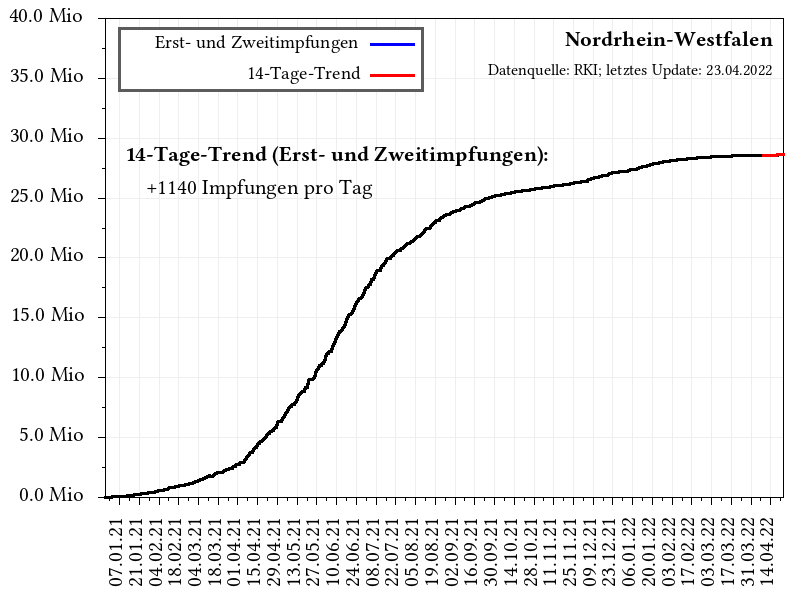 40.0 Mio
35.0 Mio
30.0 Mio
25.0 Mio
20.0 Mio
15.0 Mio
10.0 Mio
5.0 Mio
0.0 Mio
Erst- und Zweitimpfungen
14-Tage-Trend
Nordrhein-Westfalen
Datenquelle: RKI; letztes Update: 23.04.2022
14-Tage-Trend (Erst- und Zweitimpfungen):
+1140 Impfungen pro Tag
07.01.21
21.01.21
04.02.21
18.02.21
04.03.21
18.03.21
01.04.21
15.04.21
29.04.21
13.05.21
27.05.21
10.06.21
24.06.21
08.07.21
22.07.21
05.08.21
19.08.21
02.09.21
16.09.21
30.09.21
14.10.21
28.10.21
11.11.21
25.11.21
09.12.21
23.12.21
06.01.22
20.01.22
03.02.22
17.02.22
03.03.22
17.03.22
31.03.22
14.04.22